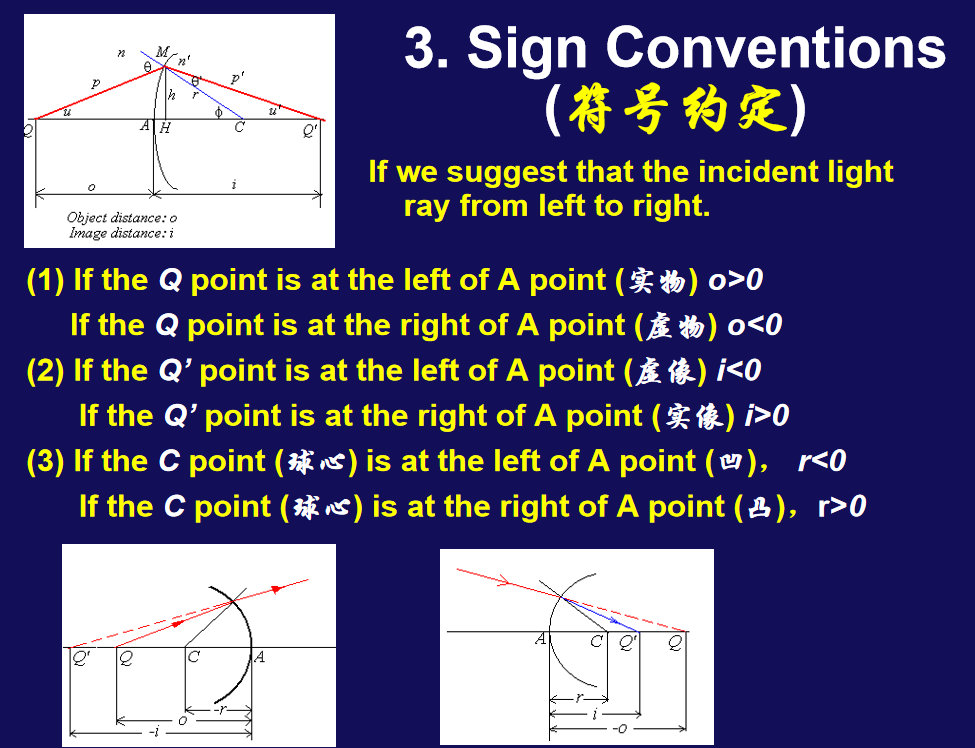 3. Sign Conventions
(符号约定)
n
M
n'
θ
θ'
p
p'
h
r
u
ϕ
u'
Q
A
H
C
Q'
o
i
Object distance: o
Image distance: i
If we suggest that the incident light
ray from left to right.
(1) If the Q point is at the left of A point (实物) o>0
If the Q point is at the right of A point (虚物) o<0
(2) If the Q’ point is at the left of A point (虚像) i<0
If the Q’ point is at the right of A point (实像) i>0
(3) If the C point (球心) is at the left of A point (凹)， r<0
If the C point (球心) is at the right of A point (凸)，r>0
Q'
Q
C
A
-r
o
-i
A
C
Q'
Q
r
i
-o